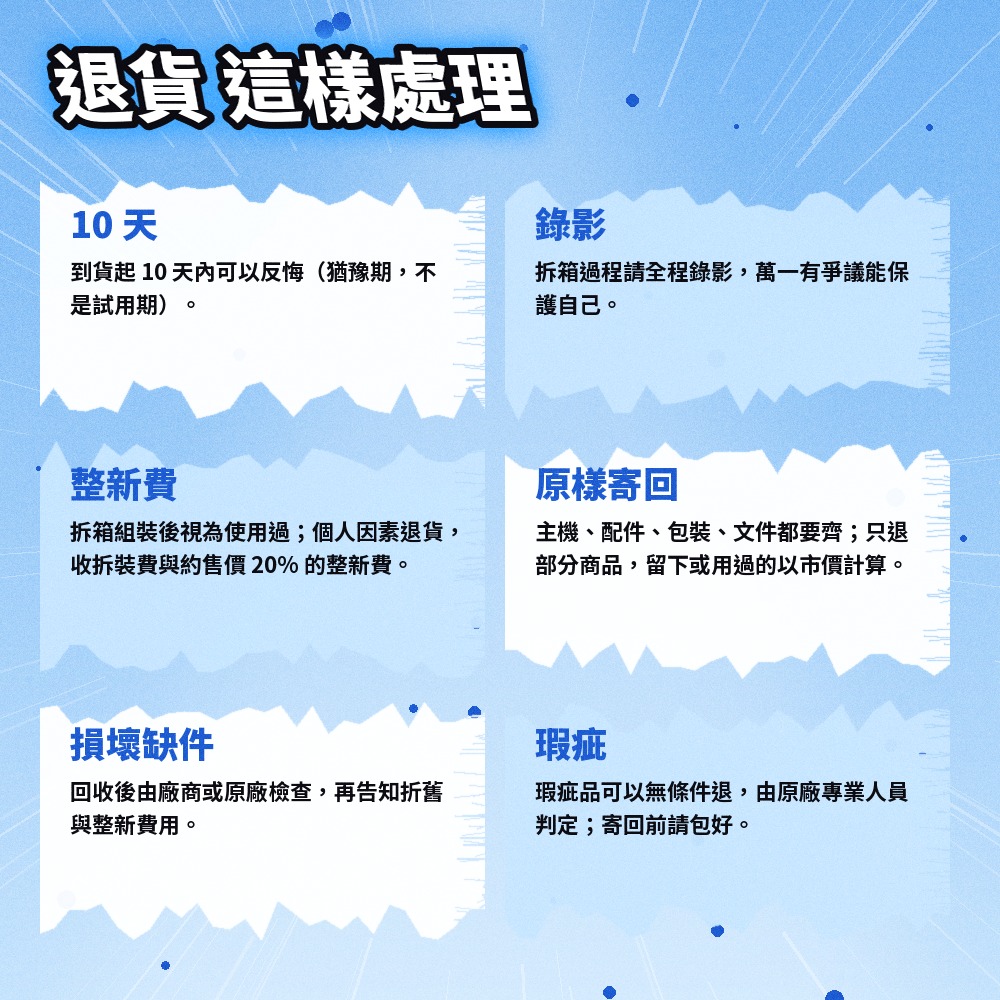 退貨 這樣處理
10 天
到貨起 10 天內可以反悔（猶豫期，不
是試用期）。
錄影
拆箱過程請全程錄影，萬一有爭議能保
護自己。
整新費
拆箱組裝後視為使用過；個人因素退貨，
收拆裝費與約售價 20% 的整新費。
原樣寄回
主機、配件、包裝、文件都要齊；只退
部分商品，留下或用過的以市價計算。
損壞缺件
回收後由廠商或原廠檢查，再告知折舊
與整新費用。
瑕疵
瑕疵品可以無條件退，由原廠專業人員
判定；寄回前請包好。